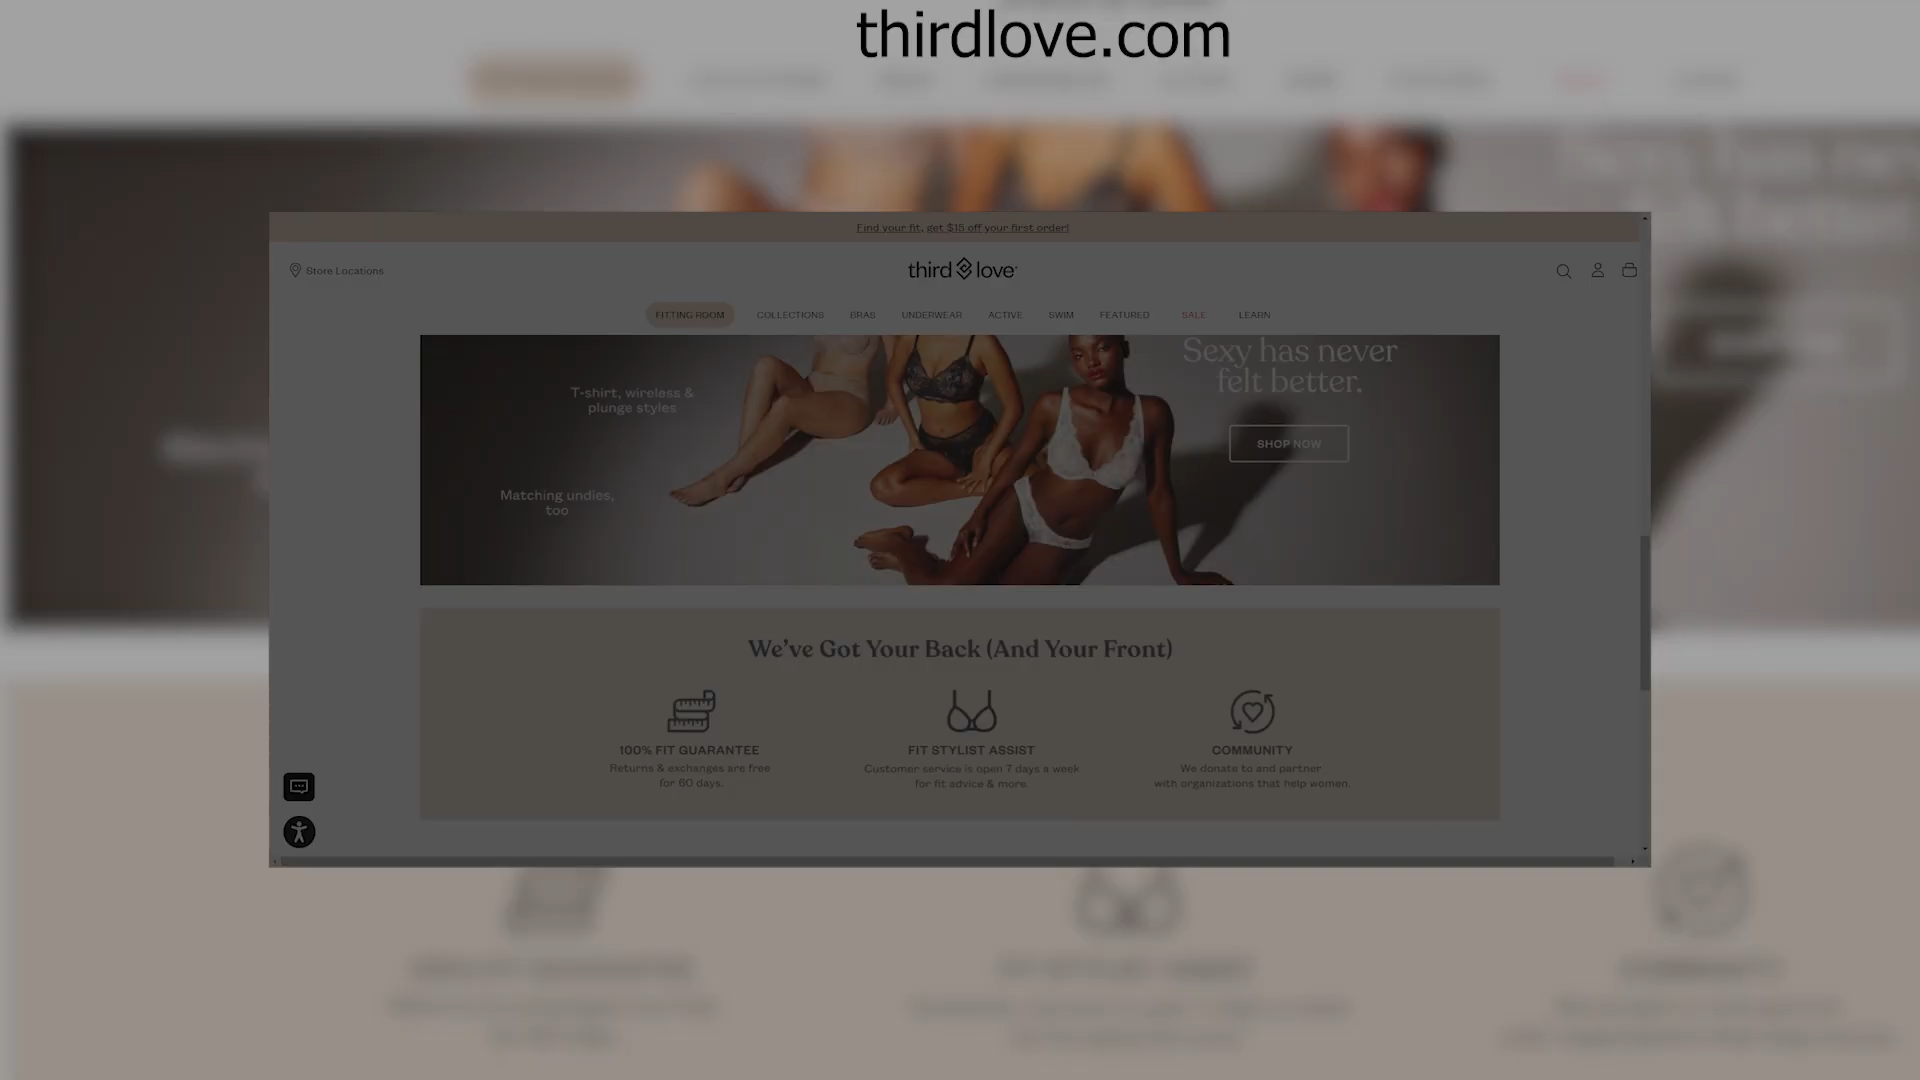 thirdlove.com
Find your fit, get $15 off your first order!
Store Locations
third love
FITTING ROOM
COLLECTIONS
BRAS
UNDERWEAR
ACTIVE
SWIM
FEATURED
SALE
LEARN
Sexy has never
felt better.
T-shirt, wireless &
plunge styles
SHOP NOW
Matching undies,
too
We've Got Your Back (And Your Front)
100% FIT GUARANTEE
Returns & exchanges are free
for 60 days.
FIT STYLIST ASSIST
Customer service is open 7 days a week
for fit advice & more.
COMMUNITY
We donate to and partner
with organizations that help women.